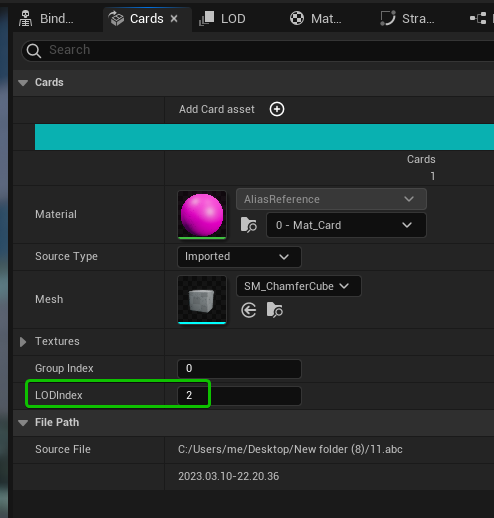 Bind... Cards × LOD Mat... Stra...
Search
Cards
Add Card asset
Cards
1
Material
AliasReference
0 - Mat_Card
Source Type Imported
Mesh SM_ChamferCube
Textures
Group Index 0
LODIndex 2
File Path
Source File C:/Users/me/Desktop/New folder (8)/11.abc
2023.03.10-22.20.36